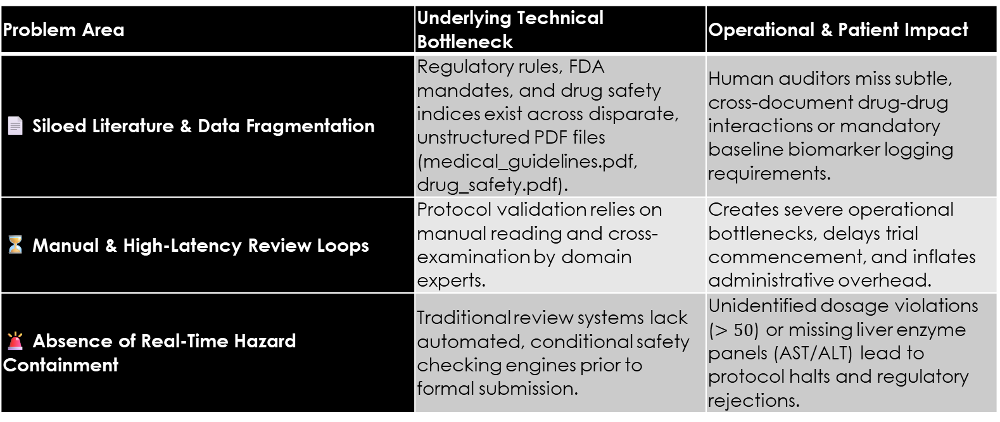 Problem Area
Underlying Technical
Bottleneck
Operational & Patient Impact
📄 Siloed Literature & Data Fragmentation
Regulatory rules, FDA
mandates, and drug safety
indices exist across disparate,
unstructured PDF files
(medical_guidelines.pdf,
drug_safety.pdf).
Human auditors miss subtle,
cross-document drug-drug
interactions or mandatory
baseline biomarker logging
requirements.
⏳ Manual & High-Latency Review Loops
Protocol validation relies on
manual reading and cross-
examination by domain
experts.
Creates severe operational
bottlenecks, delays trial
commencement, and inflates
administrative overhead.
🚨 Absence of Real-Time Hazard
Containment
Traditional review systems lack
automated, conditional safety
checking engines prior to
formal submission.
Unidentified dosage violations
(> 50) or missing liver enzyme
panels (AST/ALT) lead to
protocol halts and regulatory
rejections.